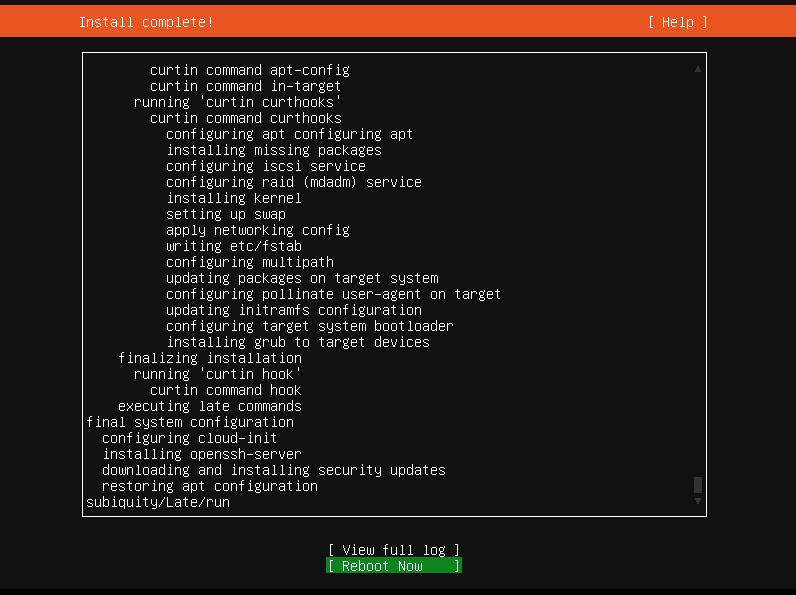 Install complete!
[ Help ]
curtin command apt-config
curtin command in-target
running 'curtin curthooks'
curtin command curthooks
configuring apt configuring apt
installing missing packages
configuring iscsi service
configuring raid (mdadm) service
installing kernel
setting up swap
apply networking config
writing etc/fstab
configuring multipath
updating packages on target system
configuring pollinate user-agent on target
updating initramfs configuration
configuring target system bootloader
installing grub to target devices
finalizing installation
running 'curtin hook'
curtin command hook
executing late commands
final system configuration
configuring cloud-init
installing openssh-server
downloading and installing security updates
restoring apt configuration
subiquity/Late/run
[ View full log ]
[ Reboot Now ]